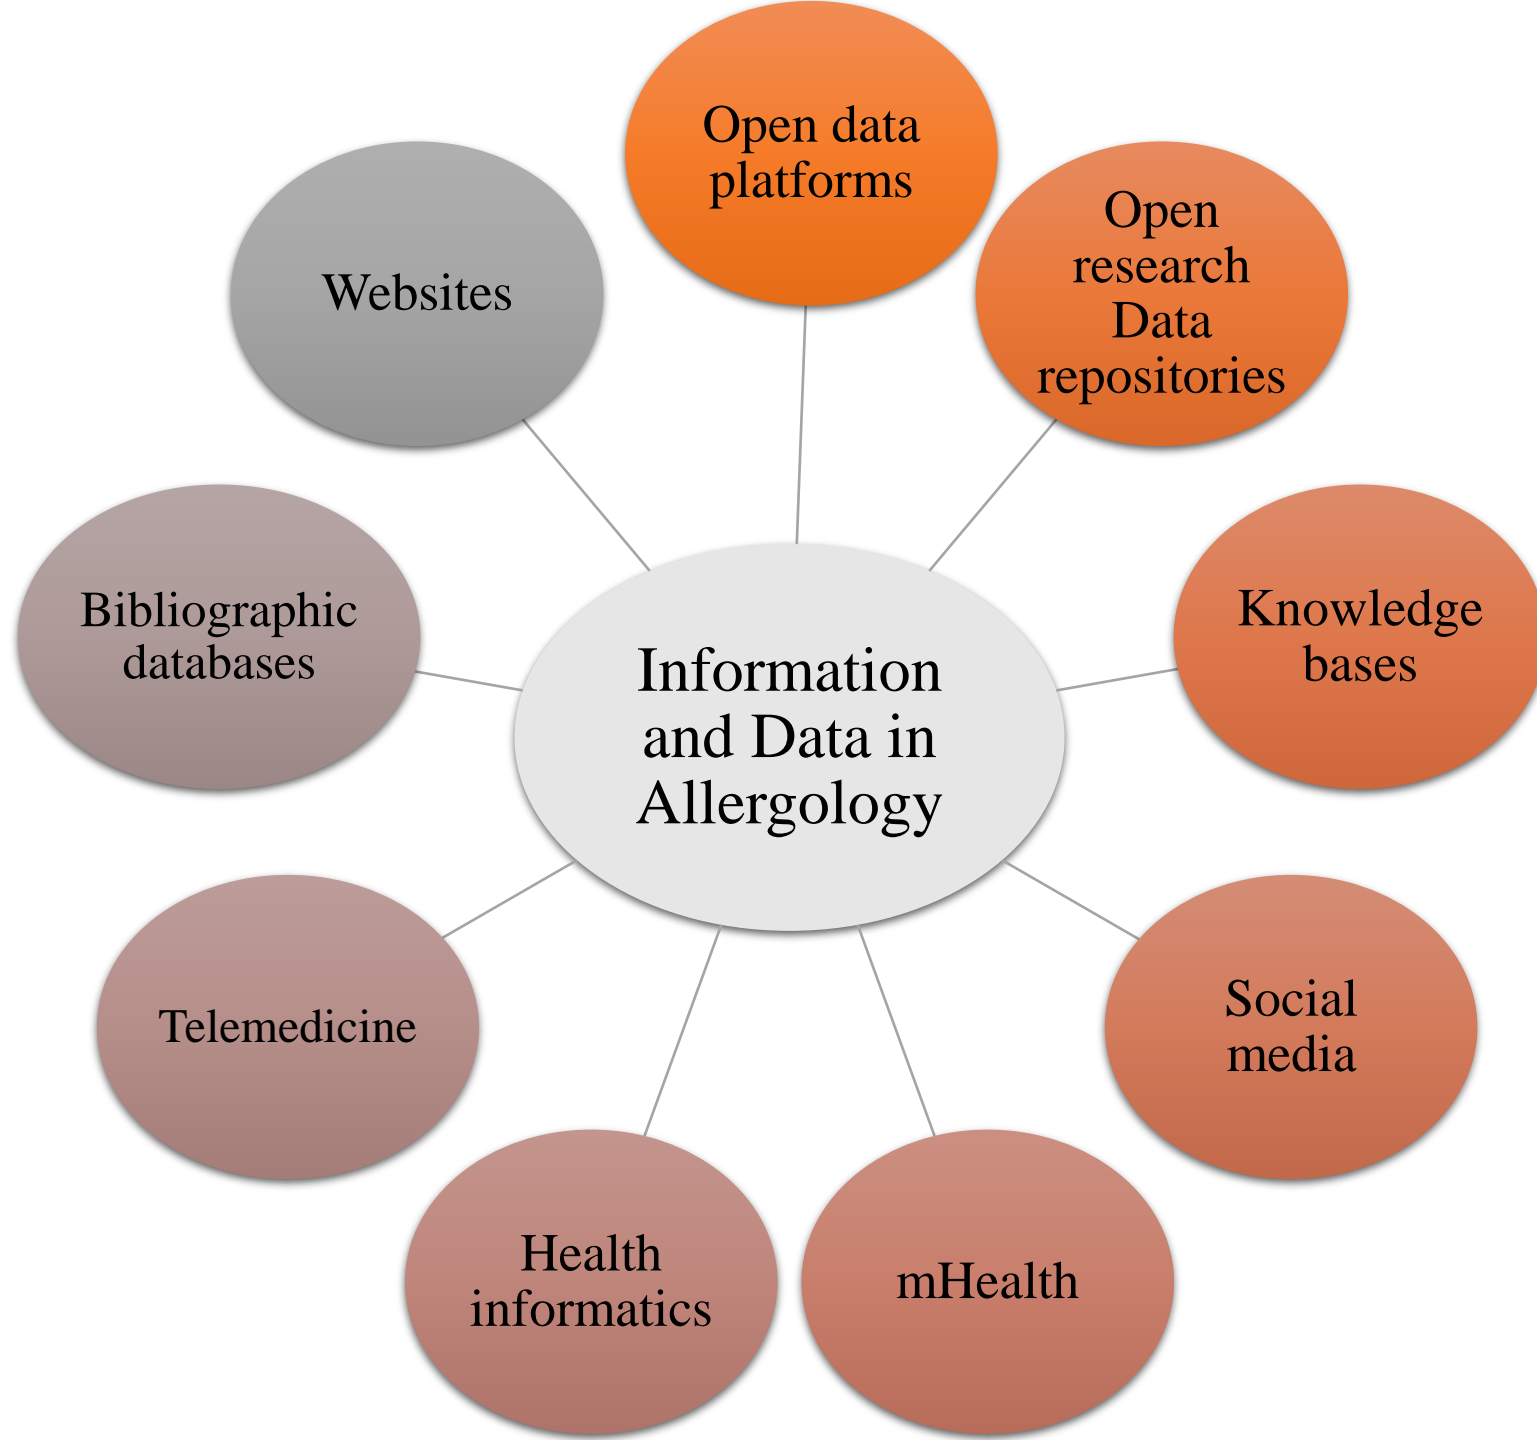 Open data
platforms
Open
research
Data
repositories
Websites
Knowledge
bases
Bibliographic
databases
Information
and Data in
Allergology
Social
media
Telemedicine
Health
informatics
mHealth